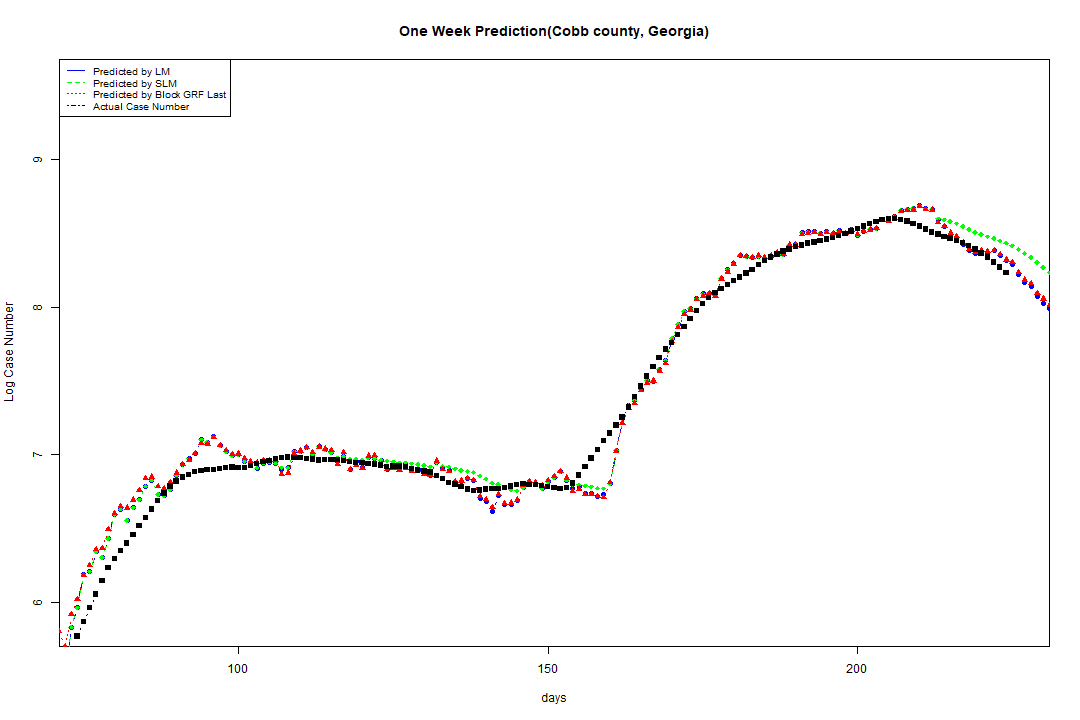 One Week Prediction(Cobb county, Georgia)
Predicted by LM
Predicted by SLM
Predicted by Block GRF Last
Actual Case Number
9
8
7
6
Log Case Number
100
150
200
days